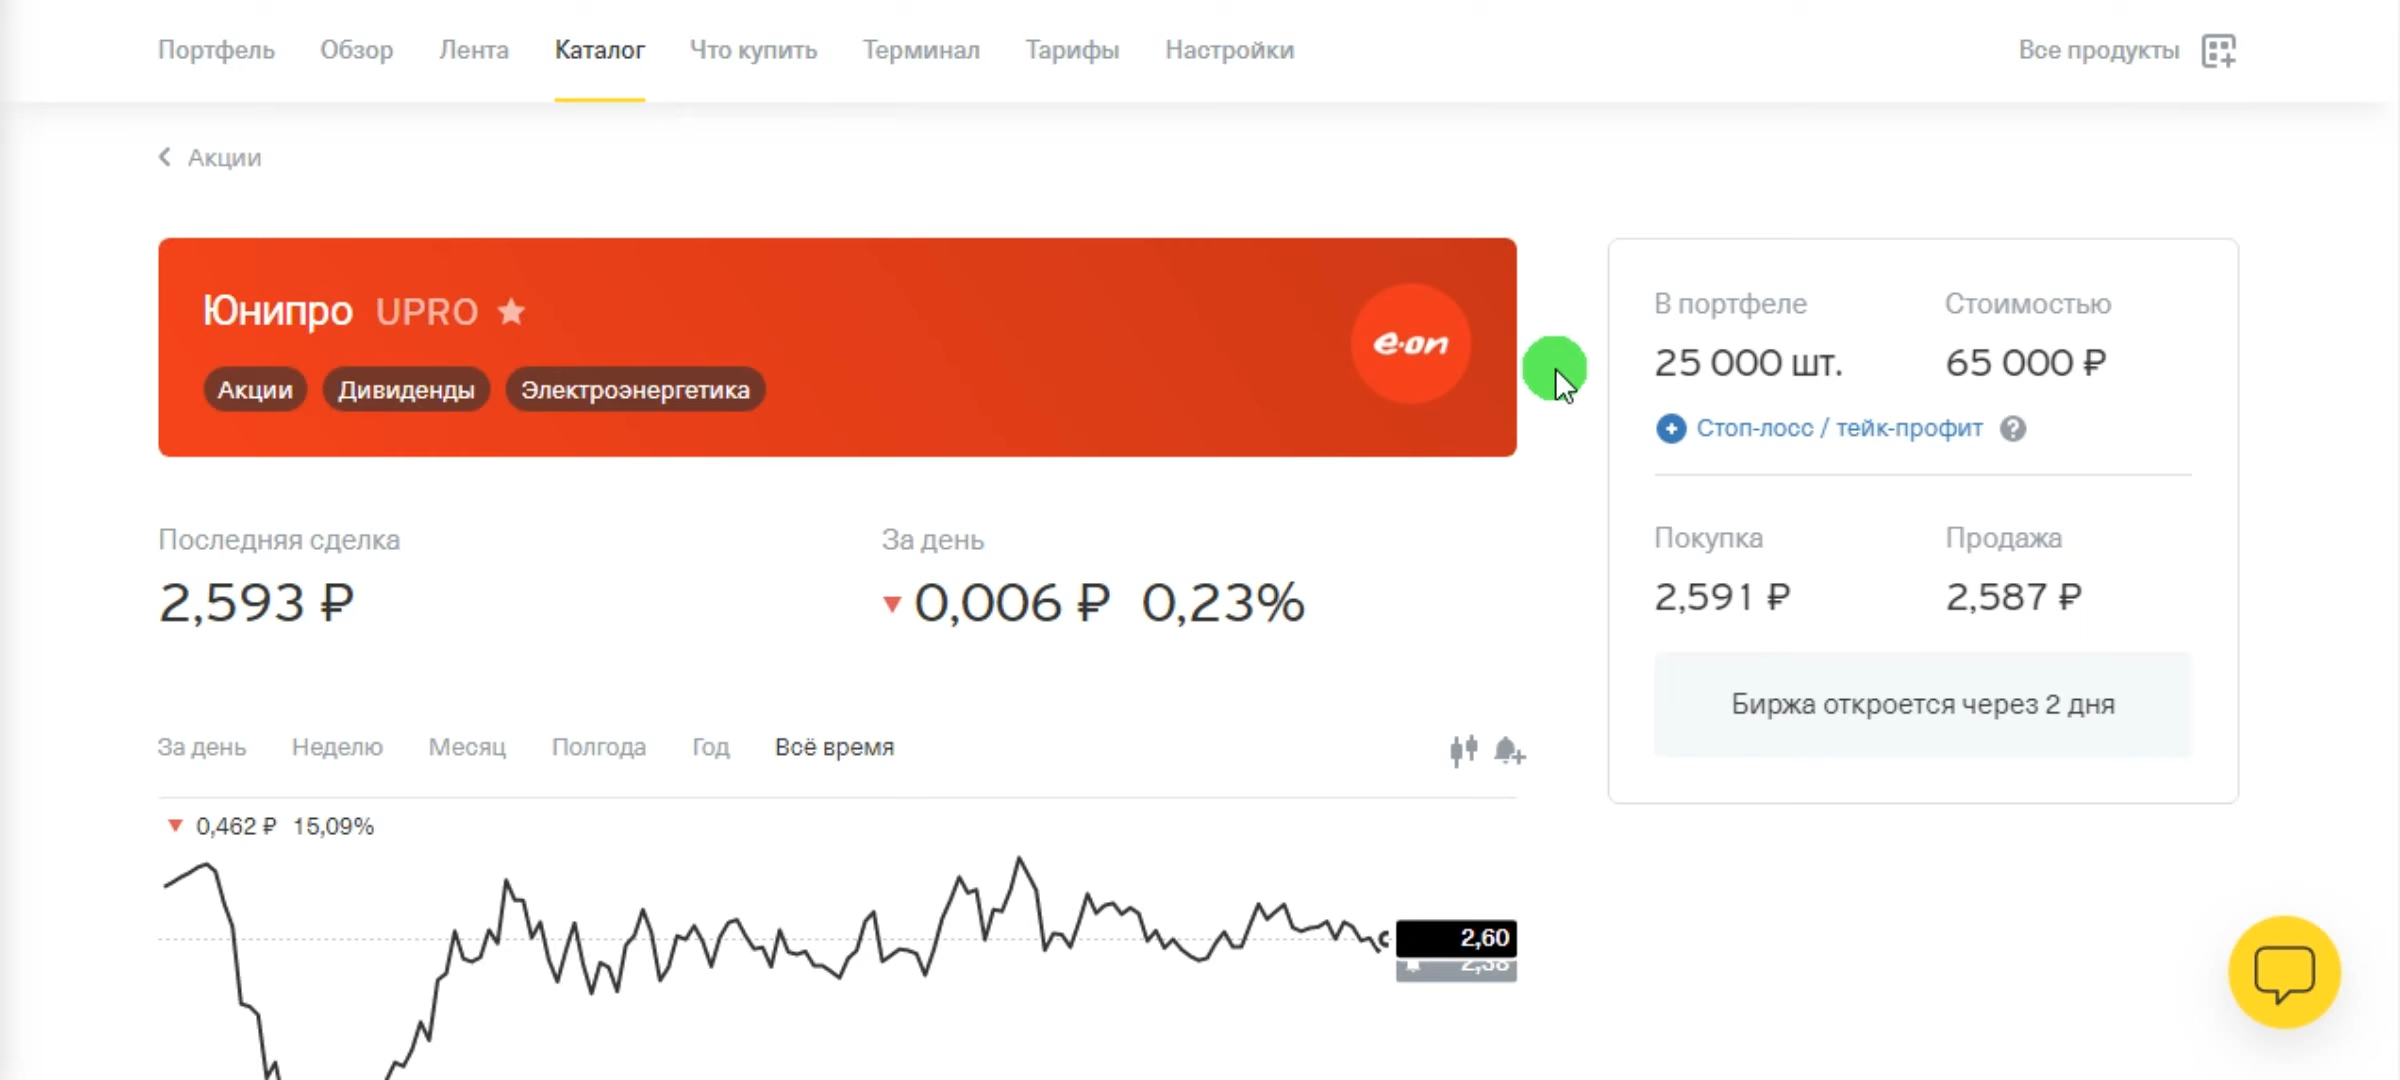 Портфель Обзор Лента Каталог Что купить Терминал Тарифы Настройки Все продукты
Акции
Юнипро UPRO
e·on
Акции Дивиденды Электроэнергетика
В портфеле Стоимостью
25 000 шт. 65 000 ₽
Стоп-лосс / тейк-профит ?
Последняя сделка За день
2,593 ₽ 0,006 ₽ 0,23%
Покупка Продажа
2,591 ₽ 2,587 ₽
Биржа откроется через 2 дня
За день Неделю Месяц Полгода Год Всё время
0,462 ₽ 15,09%
2,60